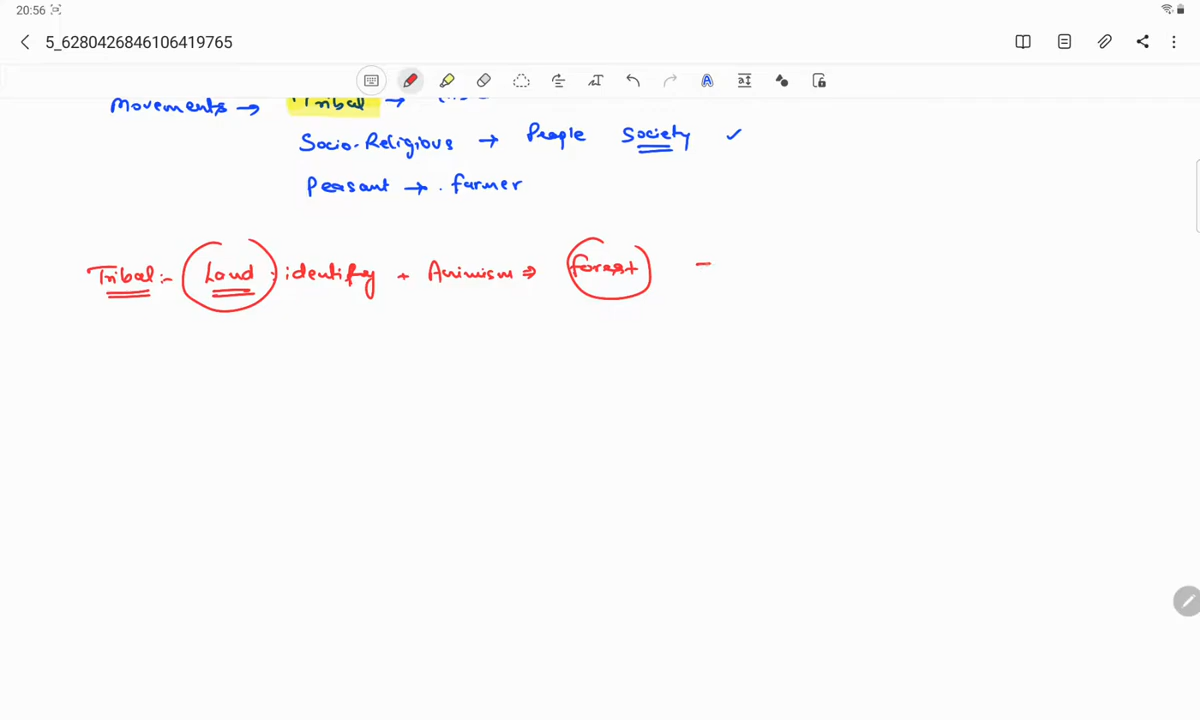 20:56
5_6280426846106419765
Movements → Tribal →
Socio-Religious → People Society ✓
Peasant → . farmer
Tribal :- Land : identify + Animism ⇒ forest -